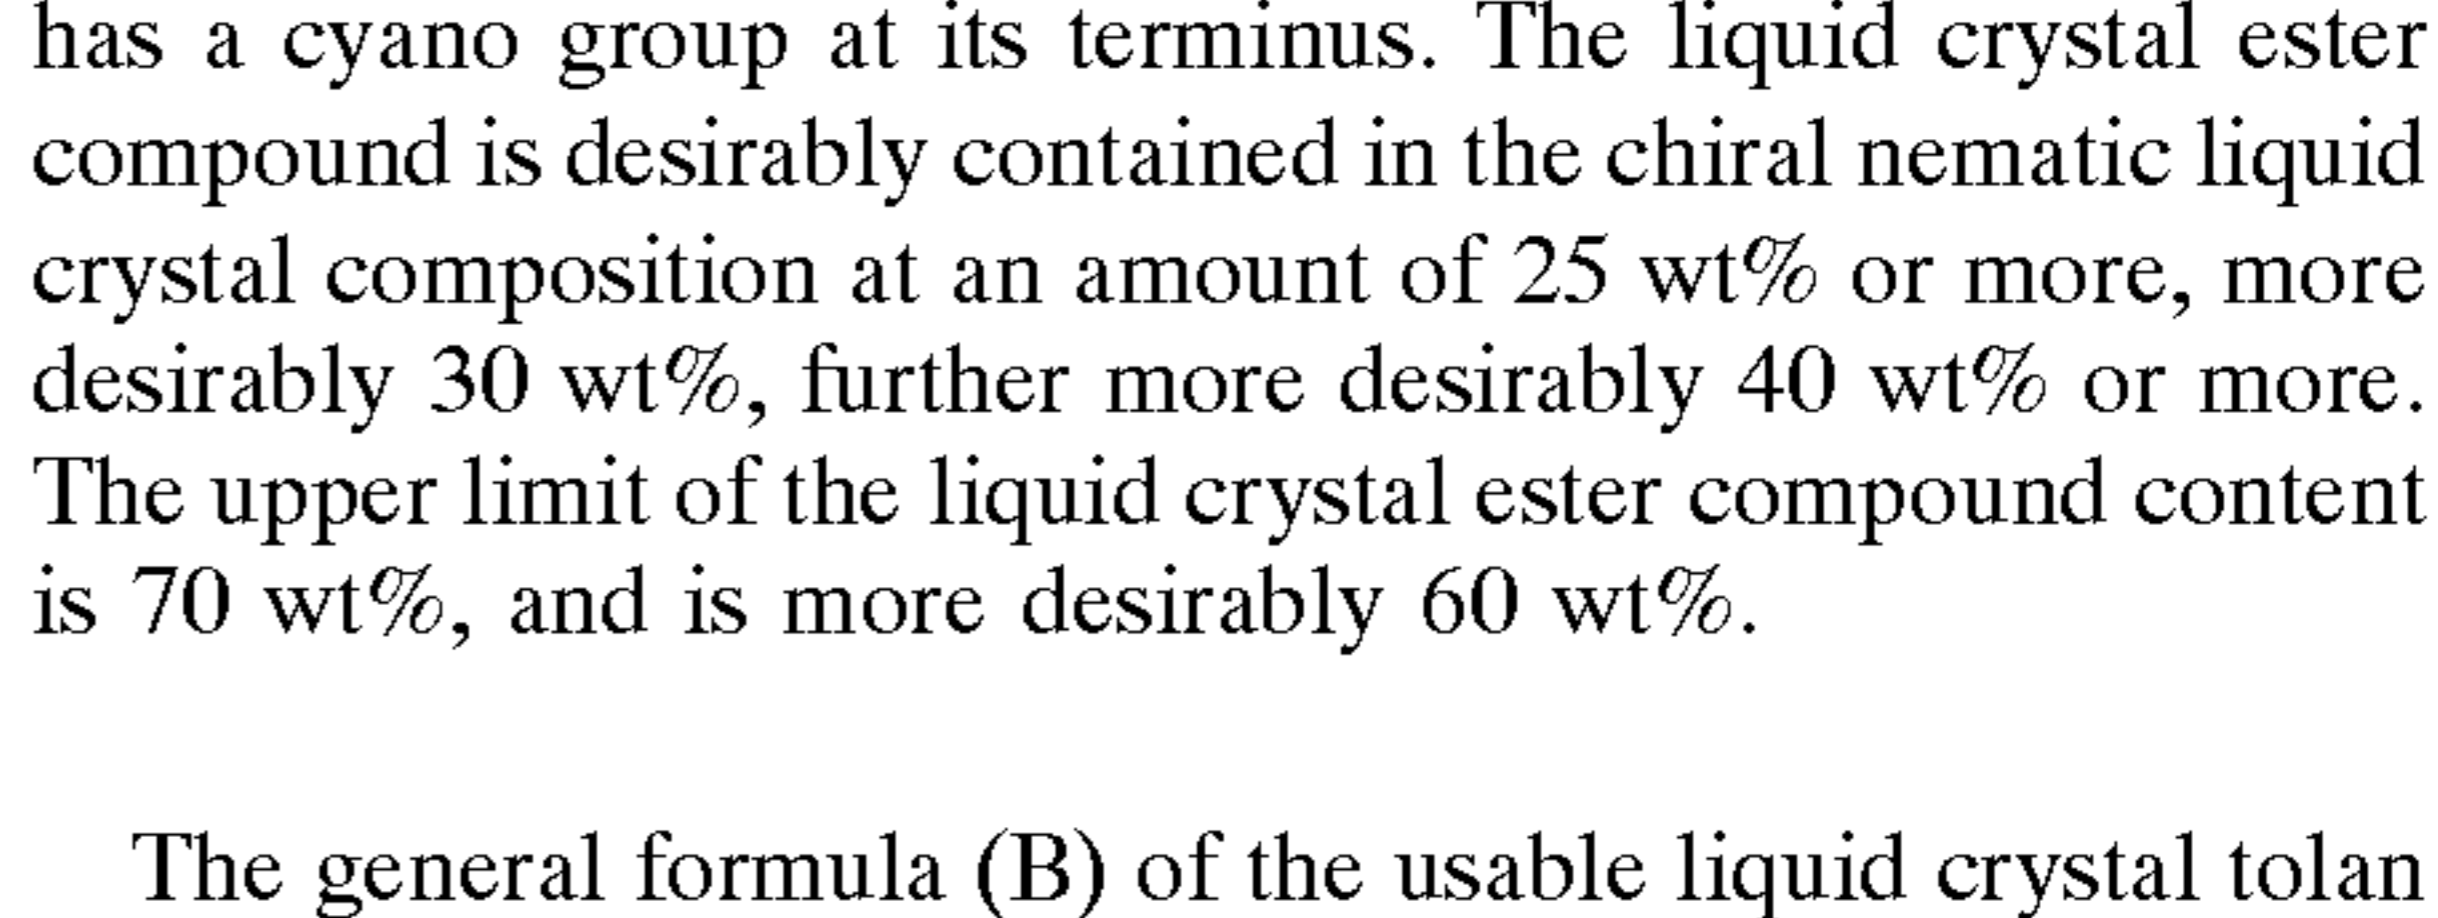 has a cyano group at its terminus. The liquid crystal ester
compound is desirably contained in the chiral nematic liquid
crystal composition at an amount of 25 wt% or more, more
desirably 30 wt%, further more desirably 40 wt% or more.
The upper limit of the liquid crystal ester compound content
is 70 wt%, and is more desirably 60 wt%.
The general formula (B) of the usable liquid crystal tolan